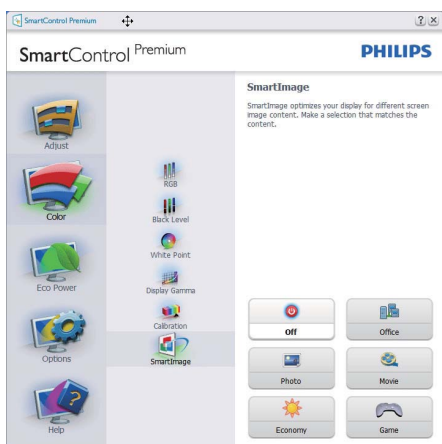 SmartControl Premium
SmartControl Premium
PHILIPS
Adjust
Color
Eco Power
Options
Help
RGB
Black Level
White Point
Display Gamma
Calibration
SmartImage
SmartImage
SmartImage optimizes your display for different screen
image content. Make a selection that matches the
content.
Off
Office
Photo
Movie
Economy
Game